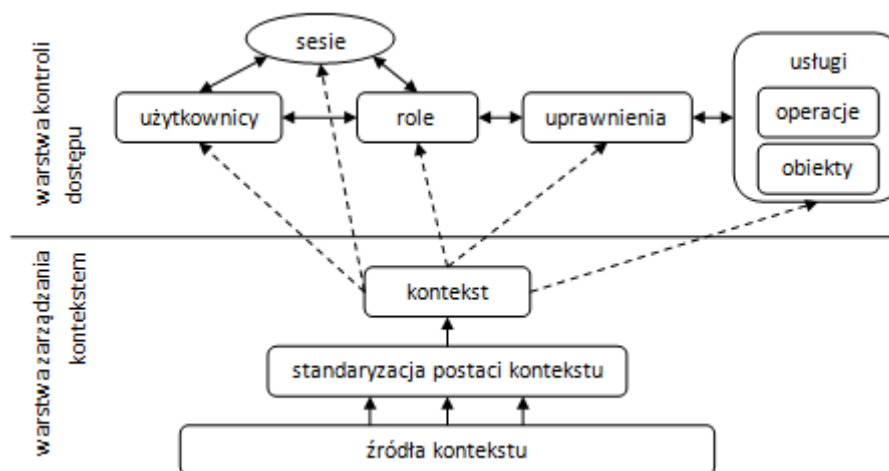 sesie
usługi
użytkownicy
role
uprawnienia
operacje
obiekty
warstwa kontroli
dostępu
kontekst
standaryzacja postaci kontekstu
źródła kontekstu
warstwa zarządzania
kontekstem